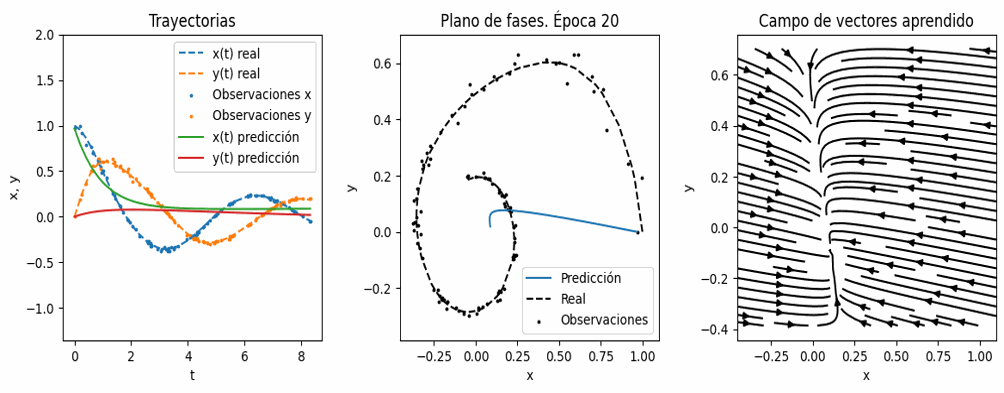 Trayectorias
2.0
1.5
1.0
0.5
0.0
−0.5
−1.0
x, y
0 2 4 6 8
t
x(t) real
y(t) real
Observaciones x
Observaciones y
x(t) predicción
y(t) predicción
Plano de fases. Época 20
0.6
0.4
0.2
0.0
−0.2
y
−0.25 0.00 0.25 0.50 0.75 1.00
x
Predicción
Real
Observaciones
Campo de vectores aprendido
0.6
0.4
0.2
0.0
−0.2
−0.4
y
−0.25 0.00 0.25 0.50 0.75 1.00
x